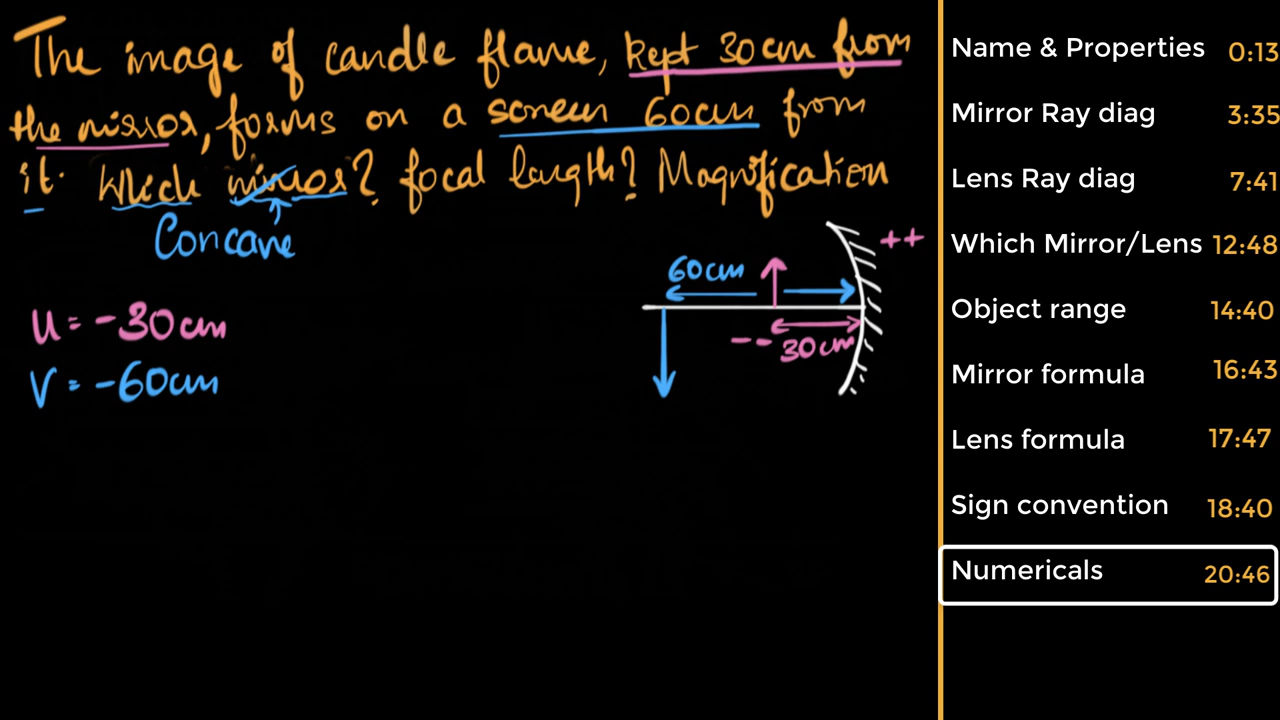 The image of candle flame, kept 30cm from
the mirror, forms on a screen 60cm from
it. Which mirror? focal length? Magnification
Concave
++
60cm
-- 30cm
u = -30cm
V = -60cm
Name & Properties 0:13
Mirror Ray diag 3:35
Lens Ray diag 7:41
Which Mirror/Lens 12:48
Object range 14:40
Mirror formula 16:43
Lens formula 17:47
Sign convention 18:40
Numericals 20:46